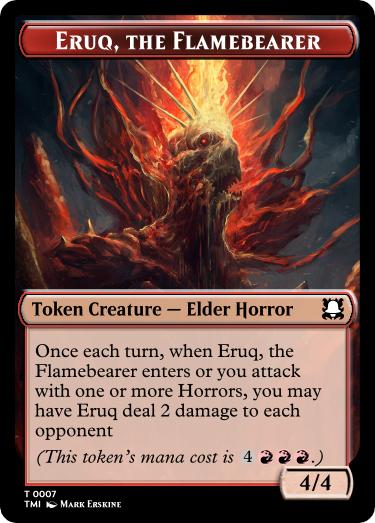 Eruq, the Flamebearer
Token Creature — Elder Horror
Once each turn, when Eruq, the
Flamebearer enters or you attack
with one or more Horrors, you may
have Eruq deal 2 damage to each
opponent
(This token's mana cost is 4 .)
4/4
T 0007
TMI Mark Erskine